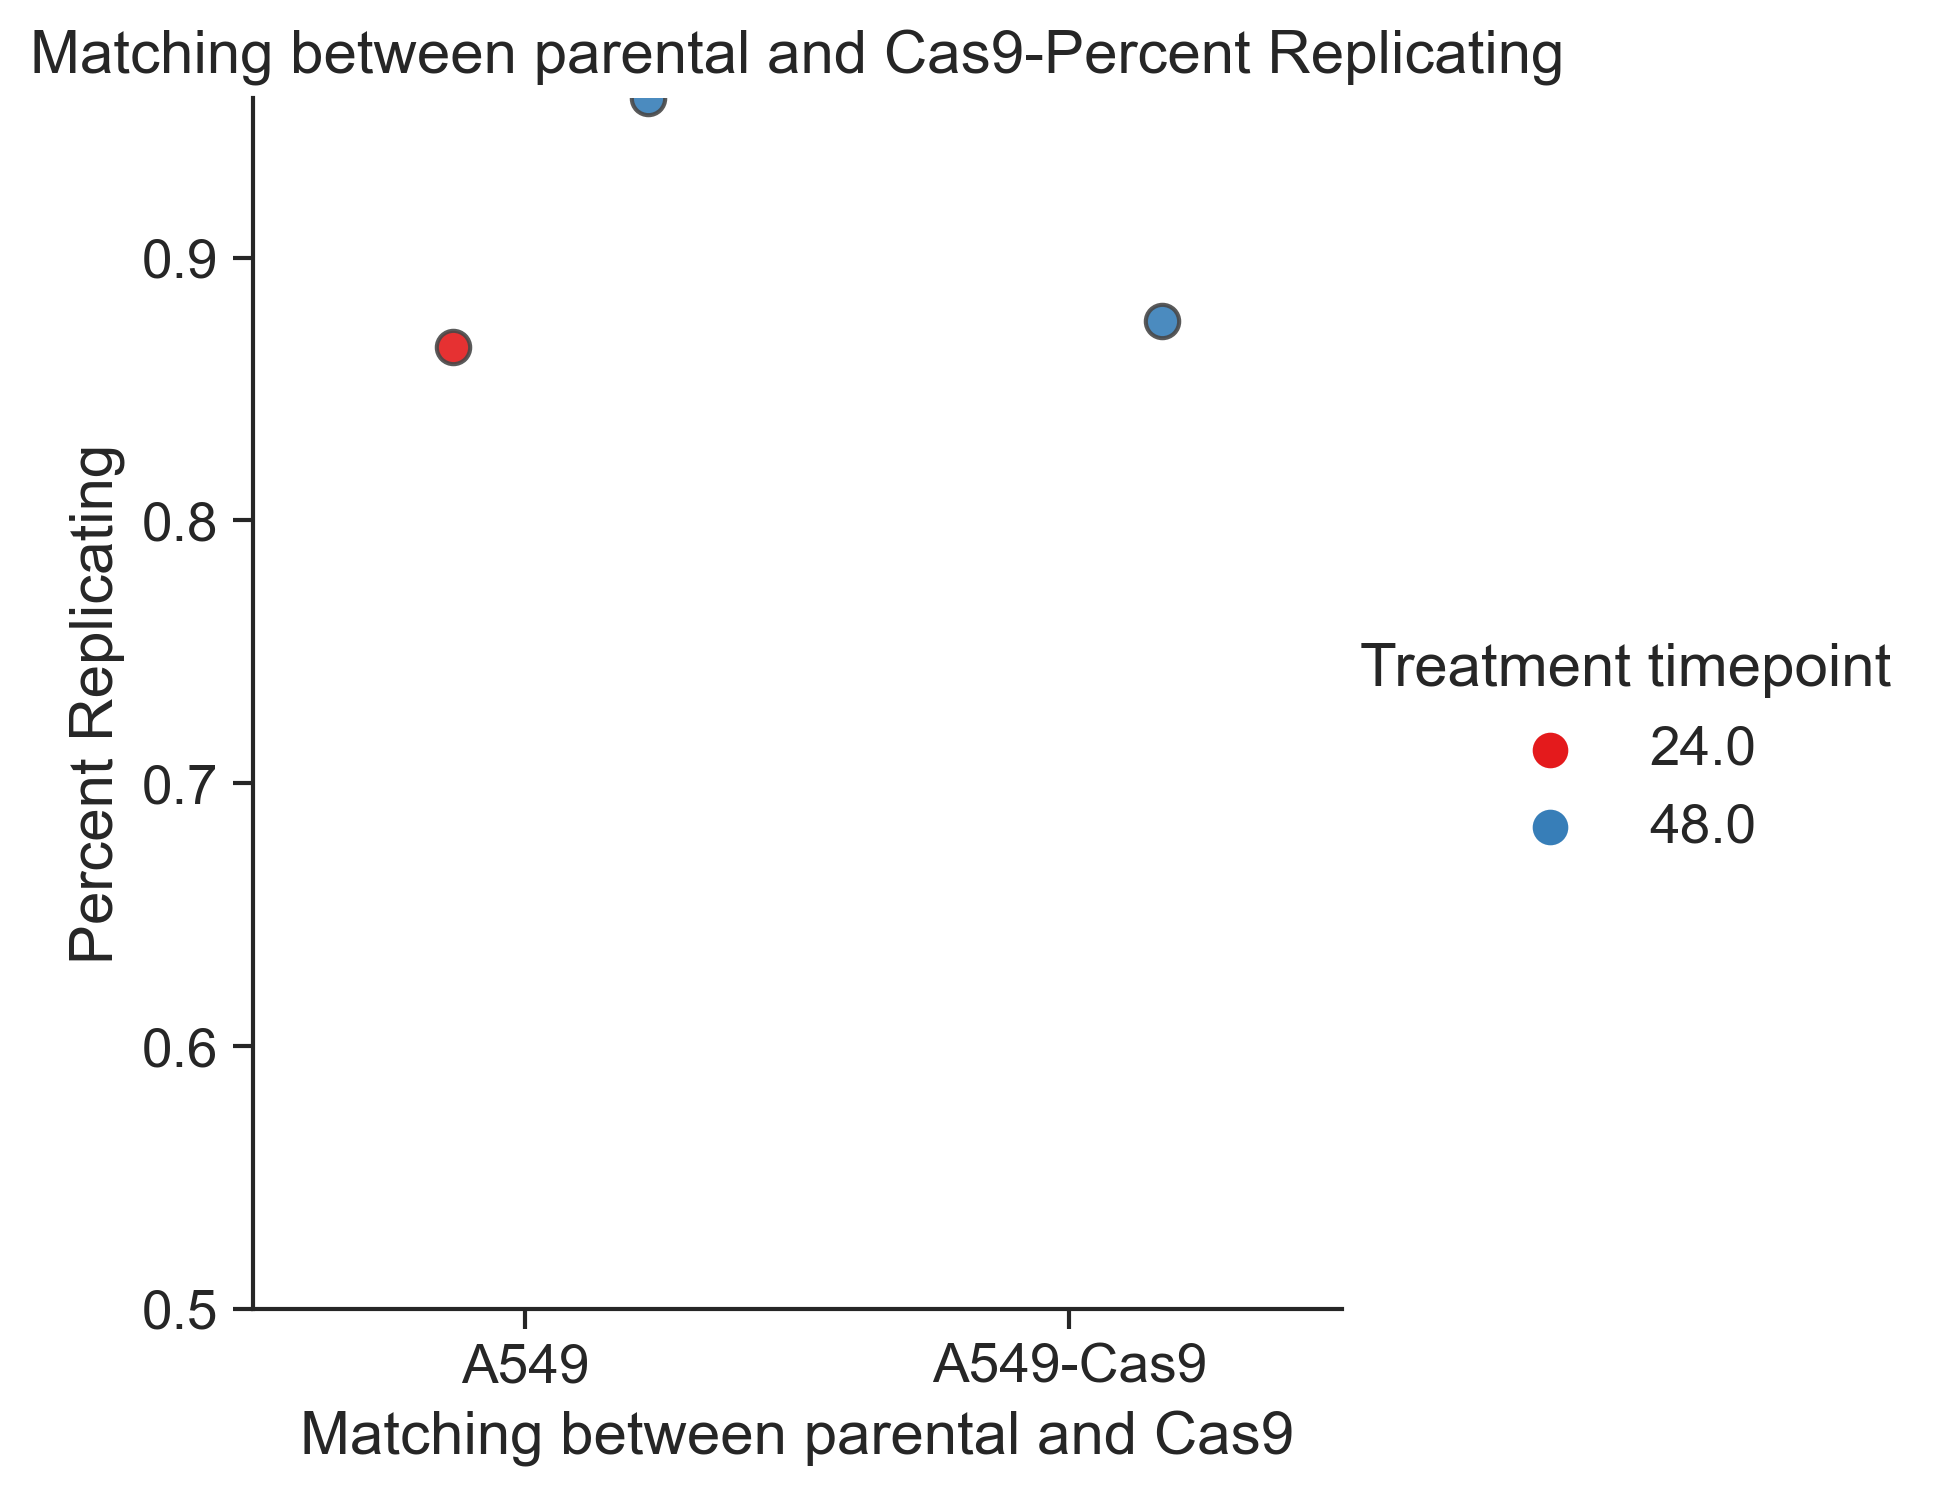 Matching between parental and Cas9-Percent Replicating
0.9
0.8
0.7
0.6
0.5
Percent Replicating
A549
A549-Cas9
Matching between parental and Cas9
Treatment timepoint
24.0
48.0